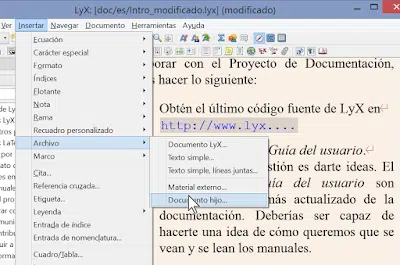 LyX: [doc/es/Intro_modificado.lyx] (modificado)
Insertar Navegar Documento Herramientas Ayuda
Ecuación
Carácter especial
Formato
Índices
Flotante
Nota
Rama
Recuadro personalizado
Archivo
Marco
Cita...
Referencia cruzada...
Etiqueta...
Leyenda
Entrada de índice
Entrada de nomenclatura...
Cuadro/Tabla...
Documento LyX...
Texto simple...
Texto simple, líneas juntas...
Material externo...
Documento hijo...
orar con el Proyecto de Documentación,
s hacer lo siguiente:
Obtén el último código fuente de LyX en
http://www.lyx....
Guía del usuario.
stión es darte ideas. El
uía del usuario son
más actualizado de la
documentación. Deberías ser capaz de
hacerte una idea de cómo queremos que se
vean y se lean los manuales.